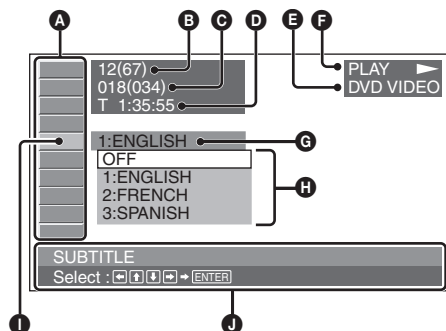 A B C D E F
12(67)
018(034)
T 1:35:55
PLAY
DVD VIDEO
1:ENGLISH G
OFF
1:ENGLISH
2:FRENCH
3:SPANISH
H
SUBTITLE
Select : ENTER
I J